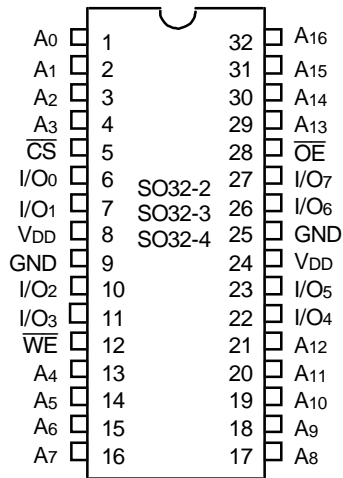 A0 1 32 A16
A1 2 31 A15
A2 3 30 A14
A3 4 29 A13
C̅S̅ 5 28 O̅E̅
I/O0 6 SO32-2 27 I/O7
I/O1 7 SO32-3 26 I/O6
VDD 8 SO32-4 25 GND
GND 9 24 VDD
I/O2 10 23 I/O5
I/O3 11 22 I/O4
W̅E̅ 12 21 A12
A4 13 20 A11
A5 14 19 A10
A6 15 18 A9
A7 16 17 A8